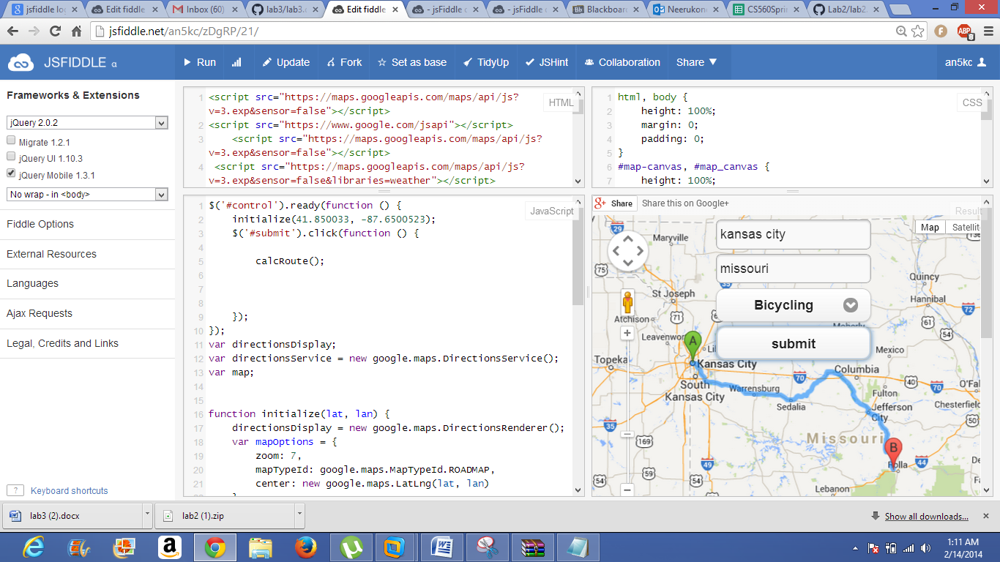 jsfiddle lo
Edit fiddle
Inbox (60)
lab3/lab3.c
Edit fiddle
- jsFiddle
- jsFiddle
Blackboar
Neerukon
CS560Sprin
Lab2/lab2
jsfiddle.net/an5kc/zDgRP/21/
F
ABP
8
JSFIDDLE α
Run
Update
Fork
Set as base
TidyUp
JSHint
Collaboration
Share
an5kc
Frameworks & Extensions
jQuery 2.0.2
Migrate 1.2.1
jQuery UI 1.10.3
jQuery Mobile 1.3.1
No wrap - in <body>
Fiddle Options
External Resources
Languages
Ajax Requests
Legal, Credits and Links
? Keyboard shortcuts
HTML
1 <script src="https://maps.googleapis.com/maps/api/js?
v=3.exp&sensor=false"></script>
2 <script src="https://www.google.com/jsapi"></script>
3 <script src="https://maps.googleapis.com/maps/api/js?
v=3.exp&sensor=false"></script>
4 <script src="https://maps.googleapis.com/maps/api/js?
v=3.exp&sensor=false&libraries=weather"></script>
CSS
1 html, body {
2 height: 100%;
3 margin: 0;
4 padding: 0;
5 }
6 #map-canvas, #map_canvas {
7 height: 100%;
JavaScript
1 $('#control').ready(function () {
2 initialize(41.850033, -87.6500523);
3 $('#submit').click(function () {
4
5 calcRoute();
6
7
8
9 });
10 });
11 var directionsDisplay;
12 var directionsService = new google.maps.DirectionsService();
13 var map;
14
15
16 function initialize(lat, lan) {
17 directionsDisplay = new google.maps.DirectionsRenderer();
18 var mapOptions = {
19 zoom: 7,
20 mapTypeId: google.maps.MapTypeId.ROADMAP,
21 center: new google.maps.LatLng(lat, lan)
g+ Share
Share this on Google+
Result
Map
Satellit
kansas city
missouri
Bicycling
submit
29
Maryville
136
75
35
St Joseph
71
Atchison
Leavenwo
Topeka
A
Kansas City
South
Kansas City
Warrensburg
70
Sedalia
Columbia
Moberly
Mexico
Quincy
Hannibal
72
61
54
40
70
O'Fal
Fulton
Chesterfield
Jefferson
City
50
Missouri
35
169
B
Rolla
44
49
59
54
54
63
De
Fa
Lebanon
lab3 (2).docx
lab2 (1).zip
Show all downloads...
1:11 AM
2/14/2014